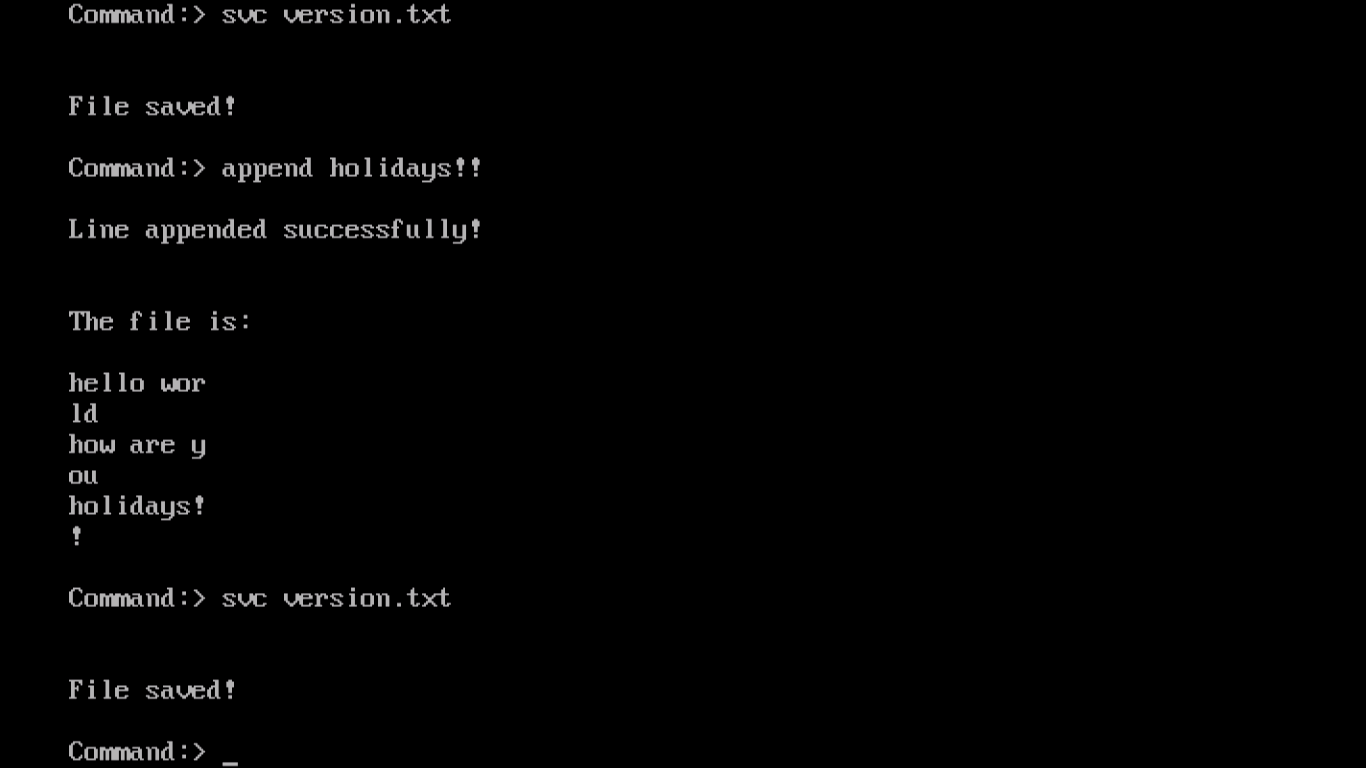 Command:> svc version.txt
File saved!
Command:> append holidays!!
Line appended successfully!
The file is:
hello wor
ld
how are y
ou
holidays!
!
Command:> svc version.txt
File saved!
Command:> _